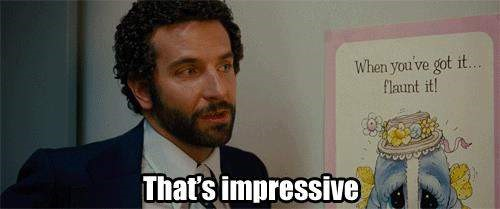 When you've got it...
flaunt it!
That's impressive